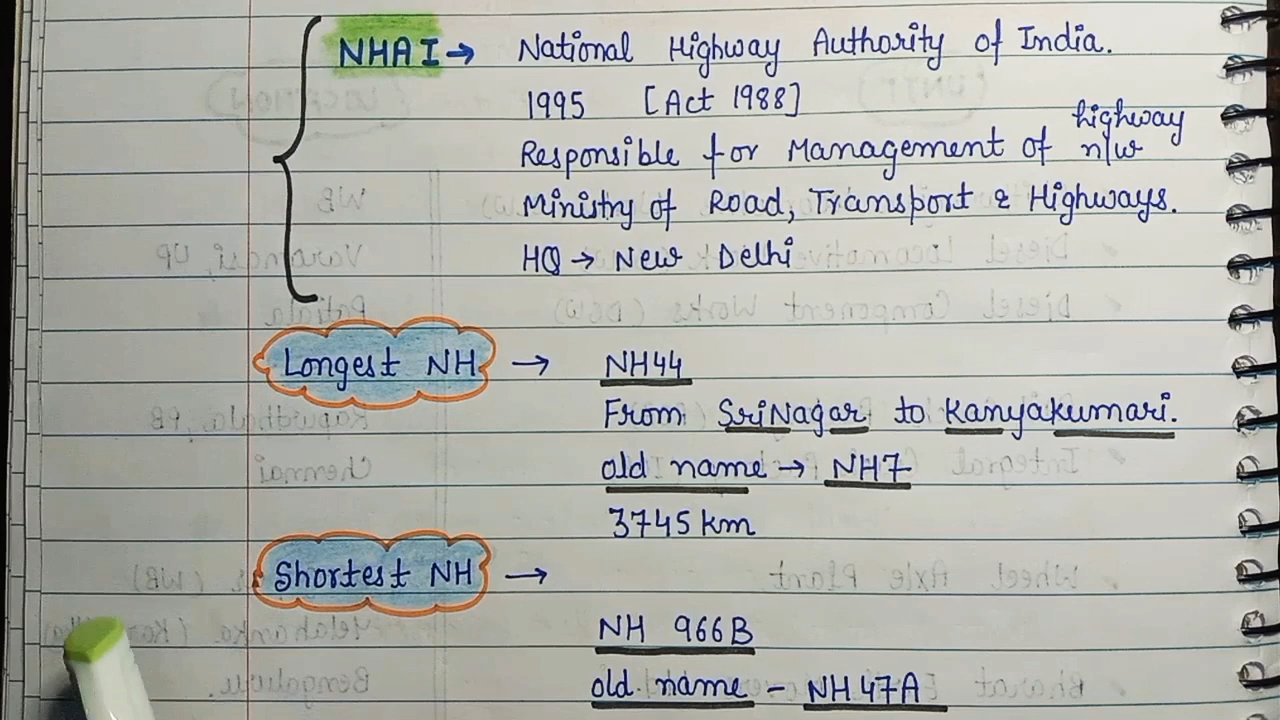 NHAI → National Highway Authority of India.
1995 [Act 1988]
Responsible for Management of highway n/w
Ministry of Road, Transport & Highways.
HQ → New Delhi
Longest NH → NH44
From SriNagar to Kanyakumari.
old name → NH7
3745 km
Shortest NH →
NH 966B
old name - NH47A